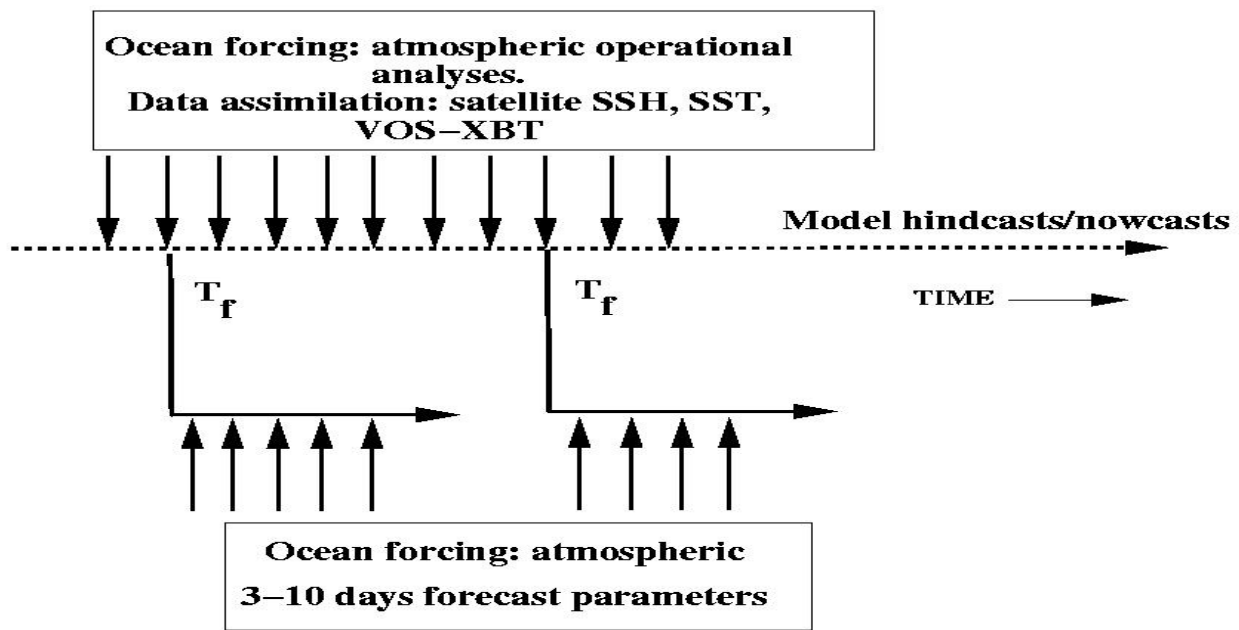 Ocean forcing: atmospheric operational
analyses.
Data assimilation: satellite SSH, SST,
VOS−XBT
Model hindcasts/nowcasts
T f
T f
TIME
Ocean forcing: atmospheric
3−10 days forecast parameters